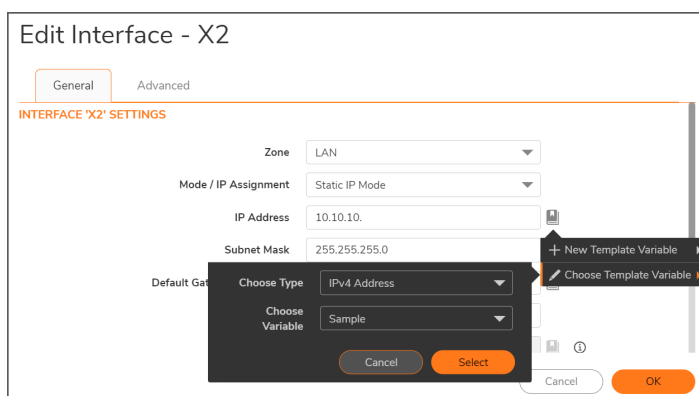 Edit Interface - X2
General Advanced
INTERFACE 'X2' SETTINGS
Zone LAN
Mode / IP Assignment Static IP Mode
IP Address 10.10.10.
Subnet Mask 255.255.255.0
New Template Variable
Default Gat
Choose Template Variable
Choose Type IPv4 Address
Choose Variable Sample
Cancel Select
Cancel OK